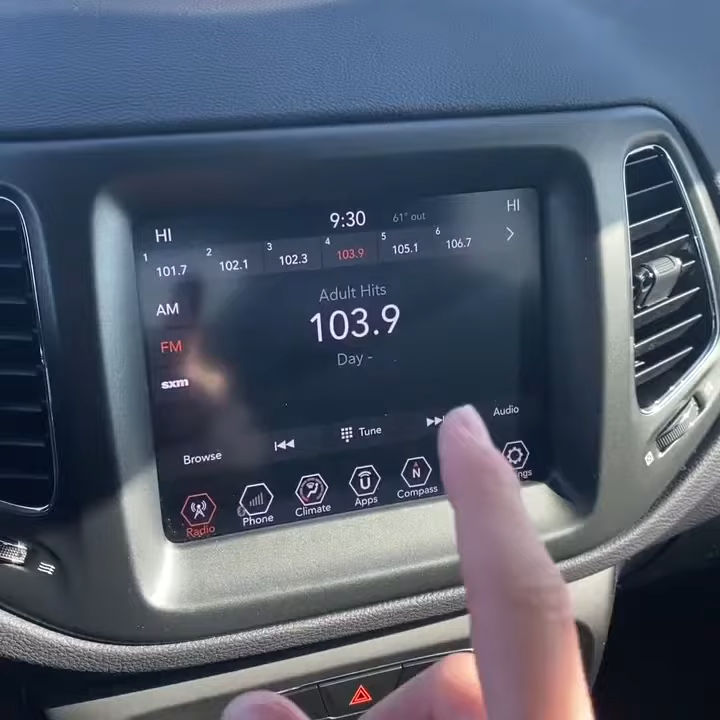 HI 9:30 61° out HI
1 101.7 2 102.1 3 102.3 4 103.9 5 105.1 6 106.7
AM
FM
sxm
Adult Hits
103.9
Day -
Browse Tune Audio
Radio Phone Climate Apps Compass ngs
N